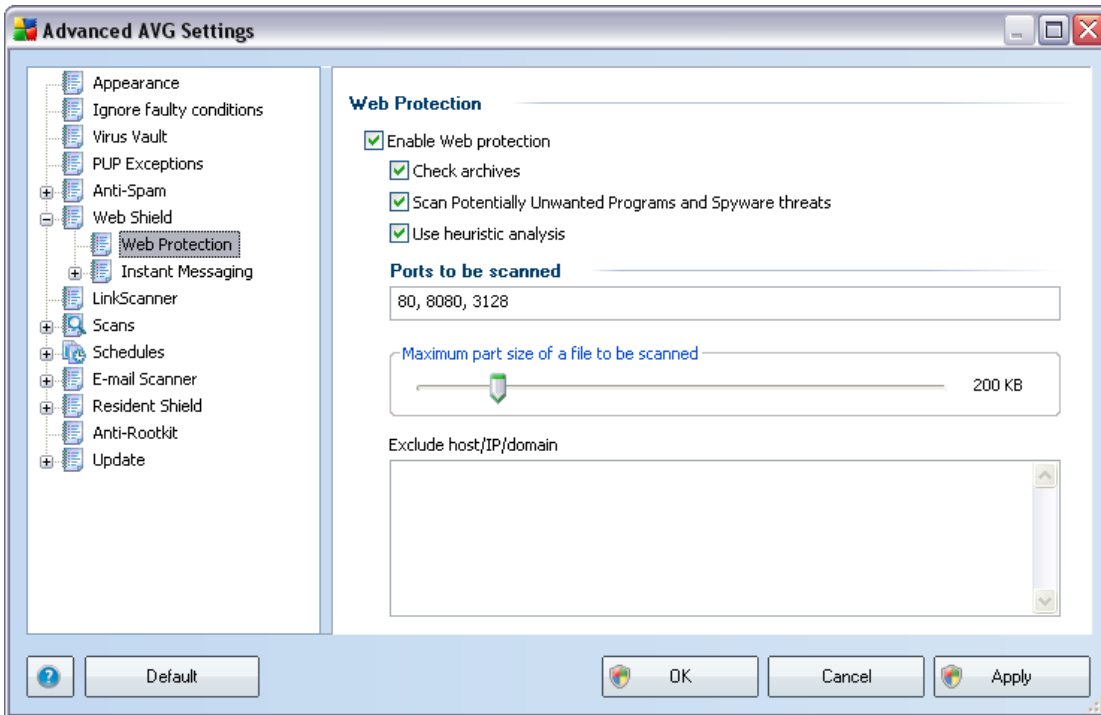 Advanced AVG Settings
Appearance
Ignore faulty conditions
Virus Vault
PUP Exceptions
Anti-Spam
Web Shield
Web Protection
Instant Messaging
LinkScanner
Scans
Schedules
E-mail Scanner
Resident Shield
Anti-Rootkit
Update
Web Protection
Enable Web protection
Check archives
Scan Potentially Unwanted Programs and Spyware threats
Use heuristic analysis
Ports to be scanned
80, 8080, 3128
Maximum part size of a file to be scanned
200 KB
Exclude host/IP/domain
?
Default
OK
Cancel
Apply